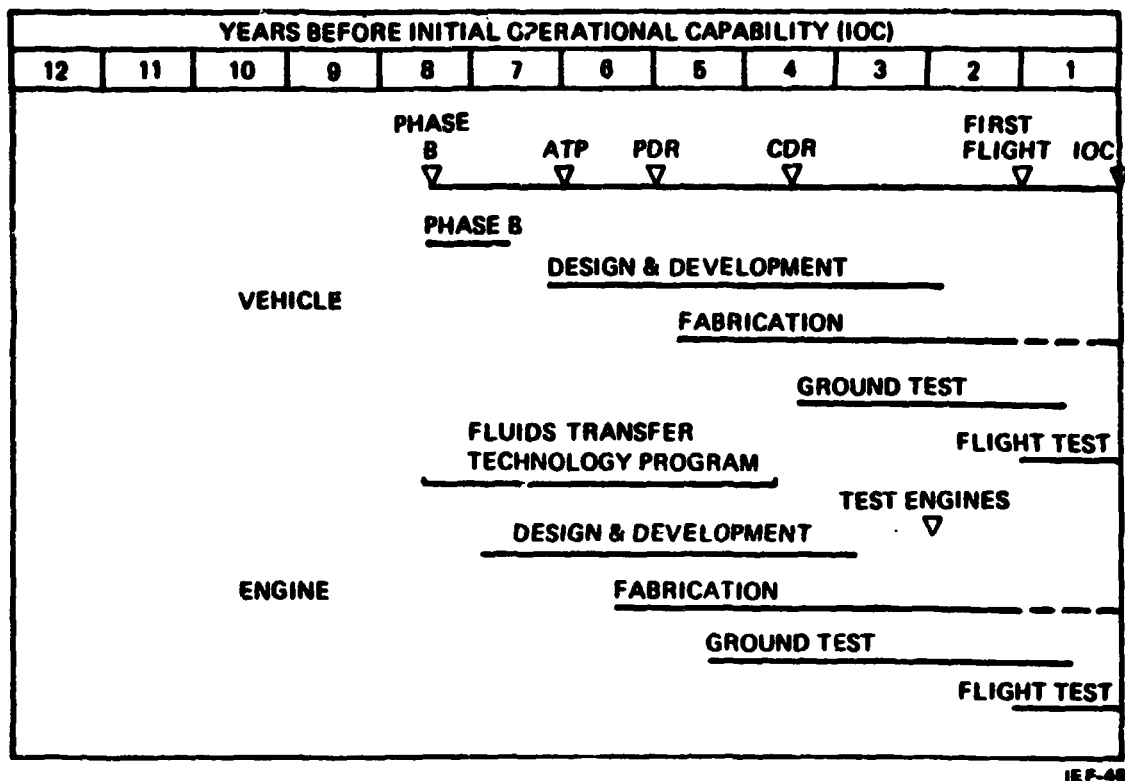 YEARS BEFORE INITIAL OPERATIONAL CAPABILITY (IOC)
12 11 10 9 8 7 6 5 4 3 2 1
PHASE B
ATP
PDR
CDR
FIRST FLIGHT
IOC
PHASE B
DESIGN & DEVELOPMENT
VEHICLE
FABRICATION
GROUND TEST
FLUIDS TRANSFER
TECHNOLOGY PROGRAM
FLIGHT TEST
TEST ENGINES
DESIGN & DEVELOPMENT
ENGINE
FABRICATION
GROUND TEST
FLIGHT TEST